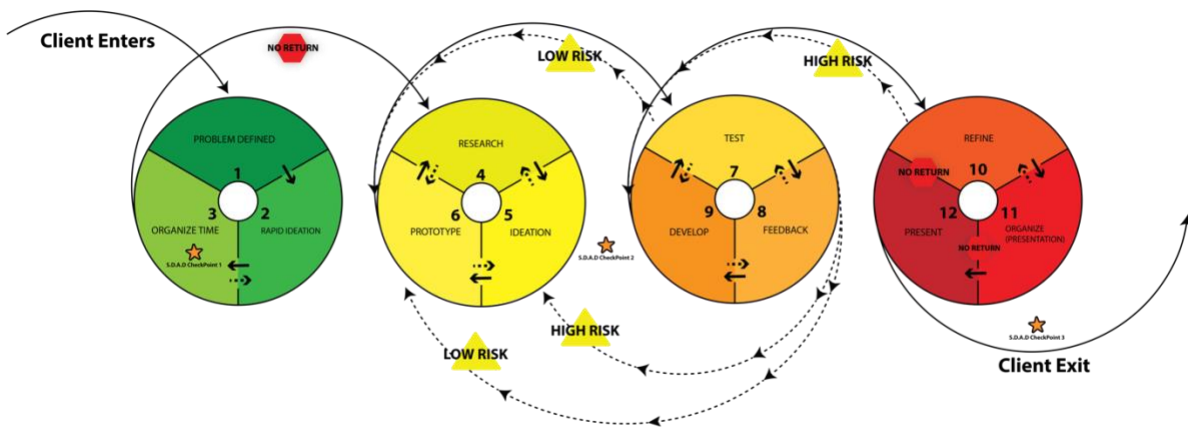 Client Enters
NO RETURN
LOW RISK
HIGH RISK
PROBLEM DEFINED
1
3
2
ORGANIZE TIME
RAPID IDEATION
S.D.A.D CheckPoint 1
RESEARCH
4
6
5
PROTOTYPE
IDEATION
S.D.A.D CheckPoint 2
TEST
7
9
8
DEVELOP
FEEDBACK
REFINE
NO RETURN
10
12
11
PRESENT
ORGANIZE
(PRESENTATION)
NO RETURN
HIGH RISK
LOW RISK
S.D.A.D CheckPoint 3
Client Exit